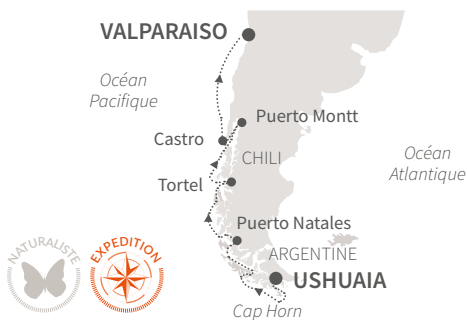 VALPARAISO
Océan
Pacifique
Puerto Montt
Castro
CHILI
Océan
Atlantique
Tortel
Puerto Natales
NATURALISTE
EXPEDITION
ARGENTINE
USHUAIA
Cap Horn